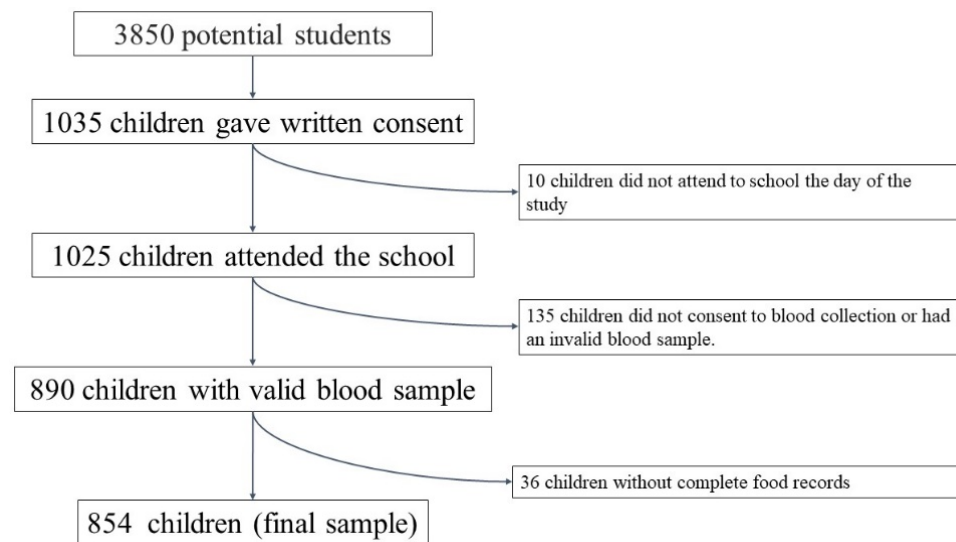 3850 potential students
1035 children gave written consent
10 children did not attend to school the day of the
study
1025 children attended the school
135 children did not consent to blood collection or had
an invalid blood sample.
890 children with valid blood sample
36 children without complete food records
854 children (final sample)